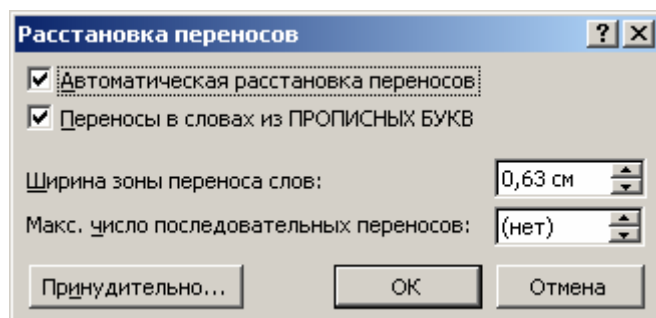 Расстановка переносов
Автоматическая расстановка переносов
Переносы в словах из ПРОПИСНЫХ БУКВ
Ширина зоны переноса слов: 0,63 см
Макс. число последовательных переносов: (нет)
Принудительно... ОК Отмена